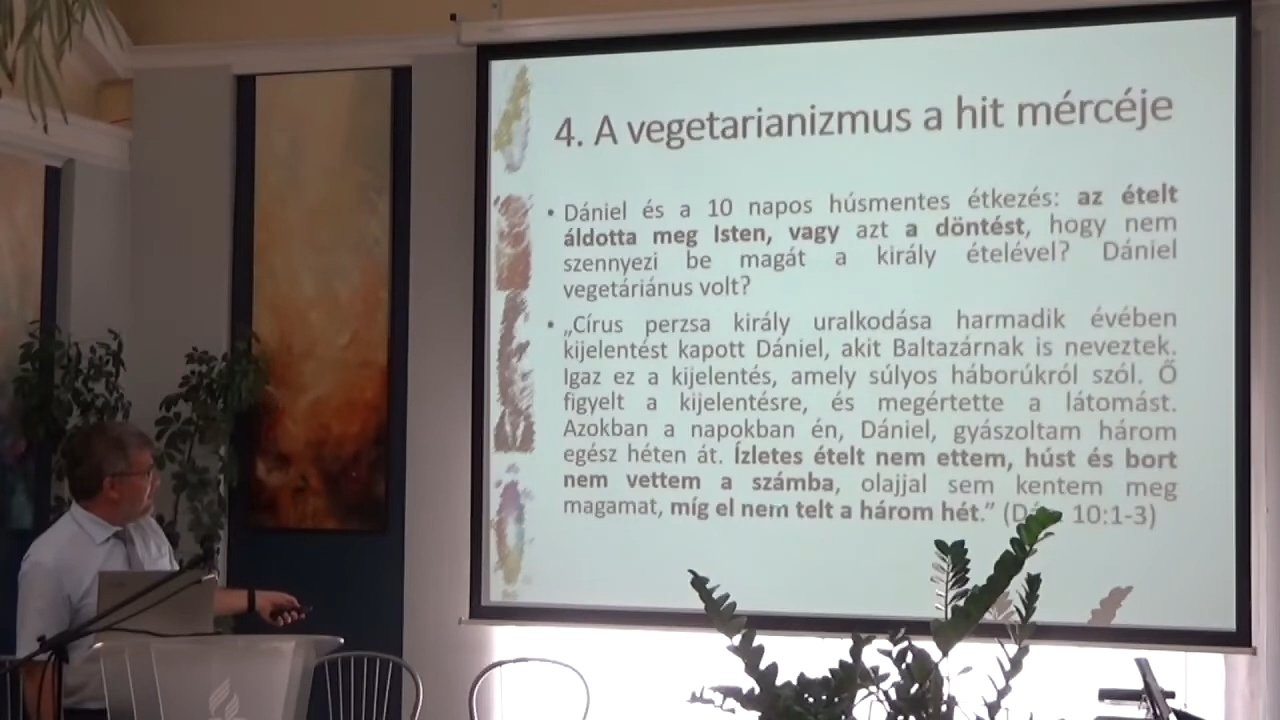 4. A vegetarianizmus a hit mércéje
• Dániel és a 10 napos húsmentes étkezés: az ételt
áldotta meg Isten, vagy azt a döntést, hogy nem
szennyezi be magát a király ételével? Dániel
vegetáriánus volt?
• „Círus perzsa király uralkodása harmadik évében
kijelentést kapott Dániel, akit Baltazárnak is neveztek.
Igaz ez a kijelentés, amely súlyos háborúkról szól. Ő
figyelt a kijelentésre, és megértette a látomást.
Azokban a napokban én, Dániel, gyászoltam három
egész héten át. Ízletes ételt nem ettem, húst és bort
nem vettem a számba, olajjal sem kentem meg
magamat, míg el nem telt a három hét.” 10:1-3)